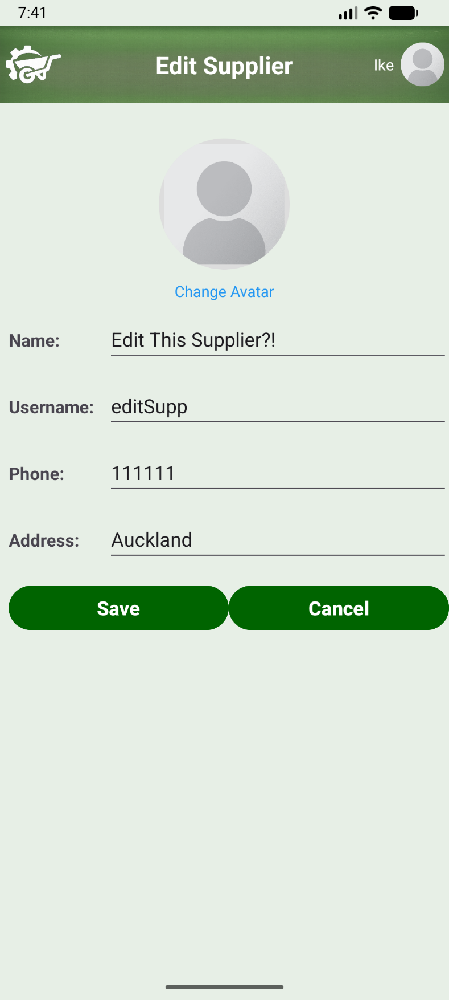 7:41
Edit Supplier
Ike
Change Avatar
Name: Edit This Supplier?!
Username: editSupp
Phone: 111111
Address: Auckland
Save Cancel